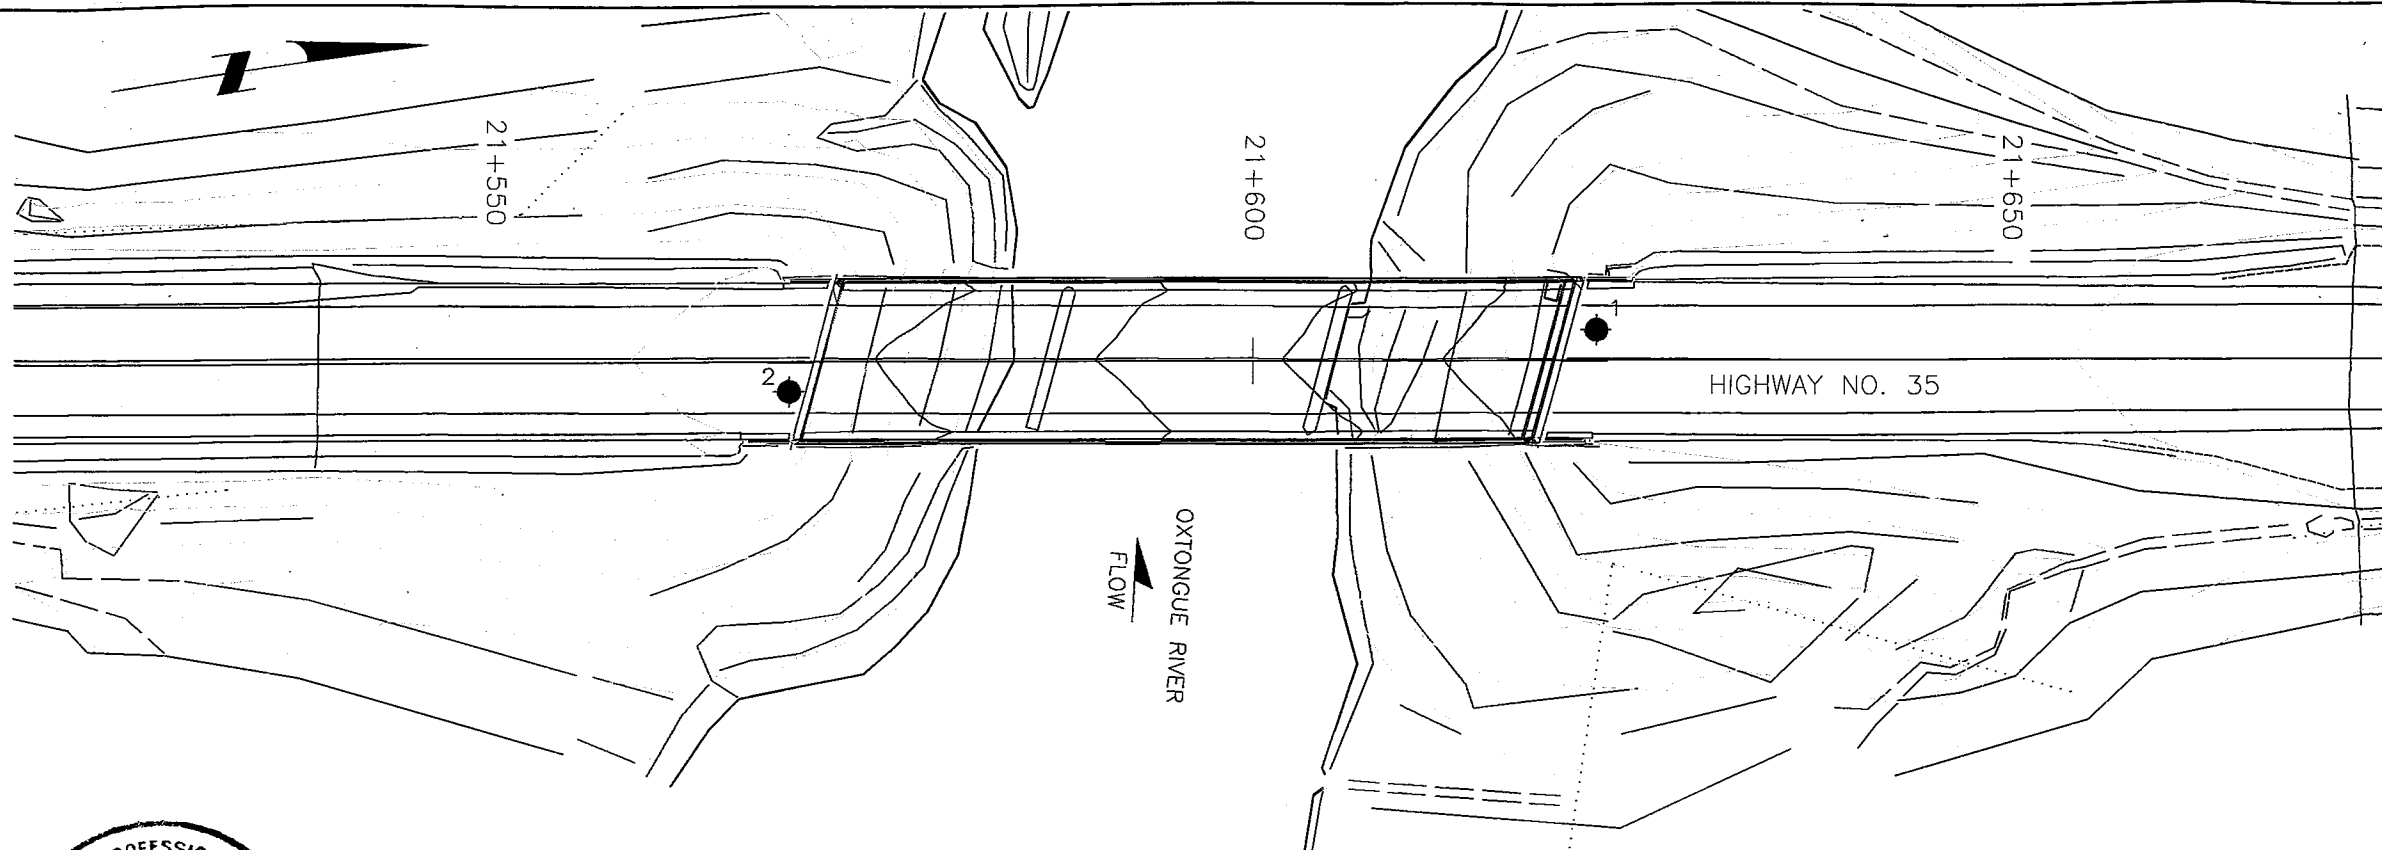 N
21+550
21+600
21+650
1
2
HIGHWAY NO. 35
OXTONGUE RIVER
FLOW